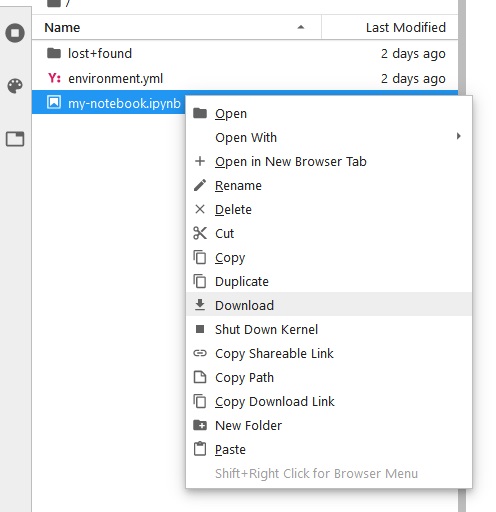 /
Name Last Modified
lost+found 2 days ago
Y: environment.yml 2 days ago
my-notebook.ipynb
Open
Open With
Open in New Browser Tab
Rename
Delete
Cut
Copy
Duplicate
Download
Shut Down Kernel
Copy Shareable Link
Copy Path
Copy Download Link
New Folder
Paste
Shift+Right Click for Browser Menu